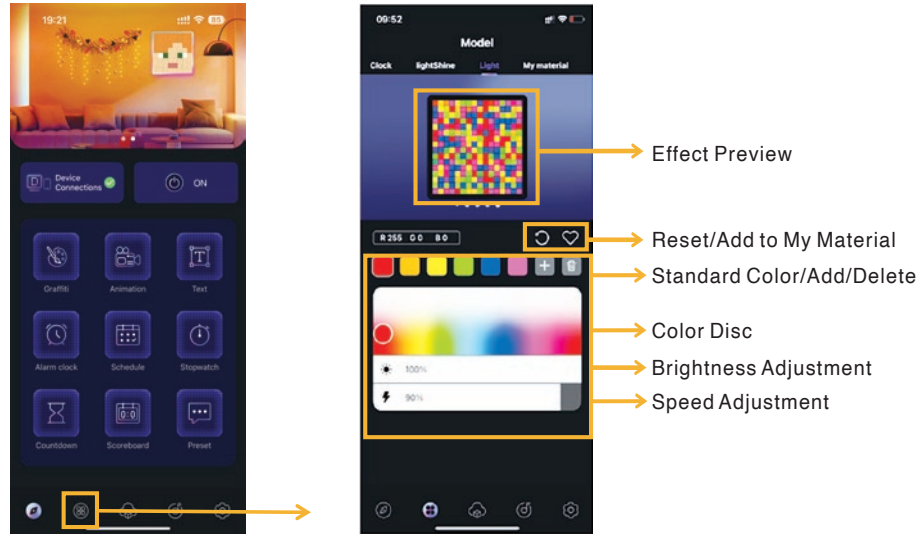 19:21
85
Device
Connections
ON
Graffiti
Animation
Text
Alarm clock
Schedule
Stopwatch
Countdown
Scoreboard
Preset
09:52
Model
Clock lightShine Light My material
R 255 G 0 B 0
100%
90%
Effect Preview
Reset/Add to My Material
Standard Color/Add/Delete
Color Disc
Brightness Adjustment
Speed Adjustment